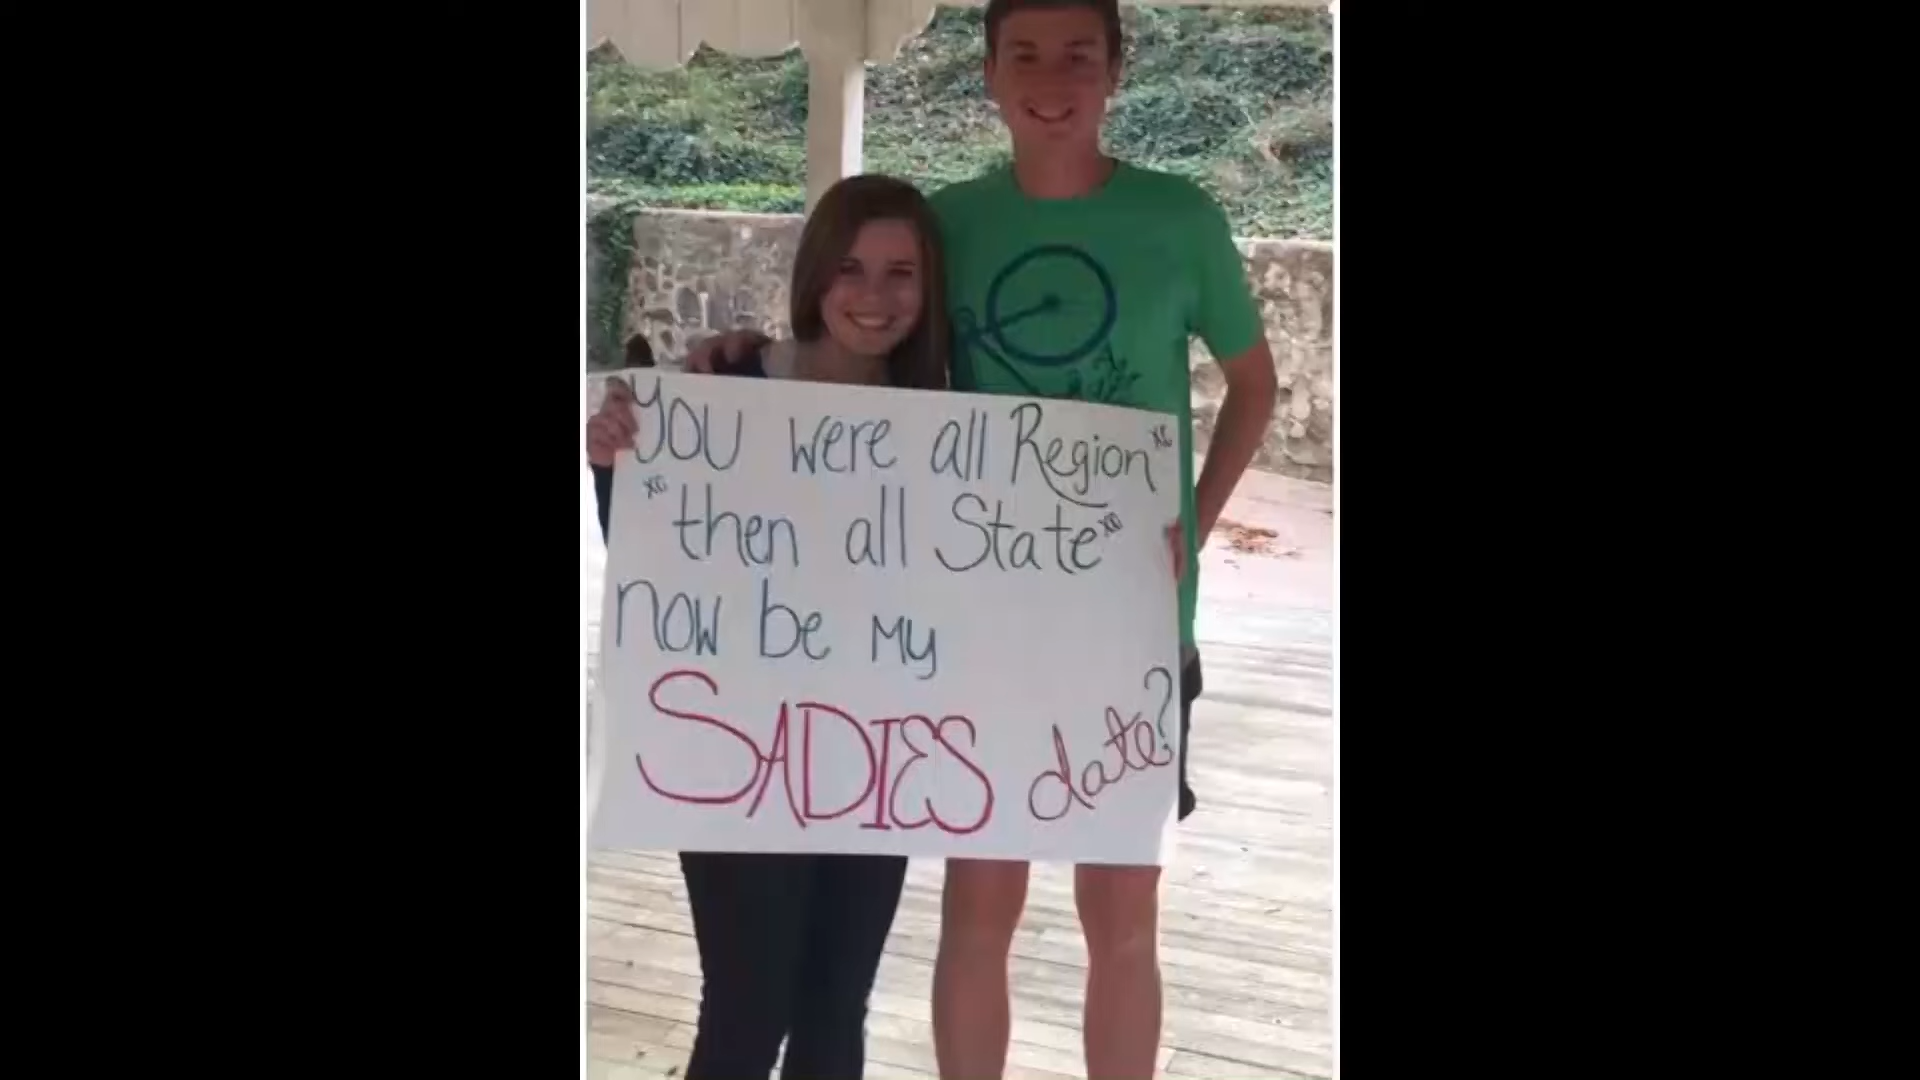 You were all Region XC
XC then all State XC
now be my
SADIES date?